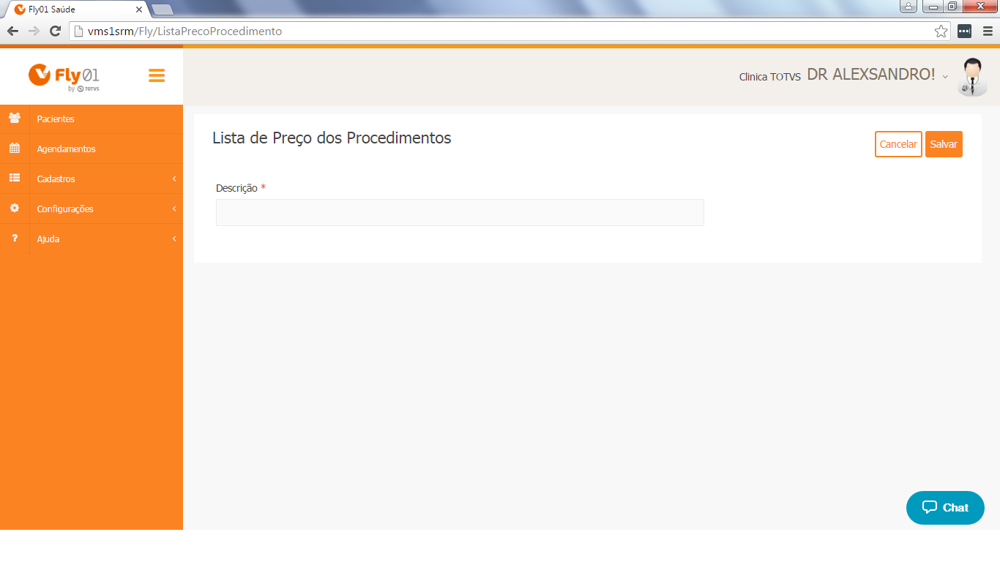 Fly01 Saúde
vms1srm/Fly/ListaPrecoProcedimento
Fly01
by TOTVS
Clinica TOTVS DR ALEXSANDRO!
Pacientes
Agendamentos
Cadastros
Configurações
Ajuda
Lista de Preço dos Procedimentos
Cancelar Salvar
Descrição *
Chat